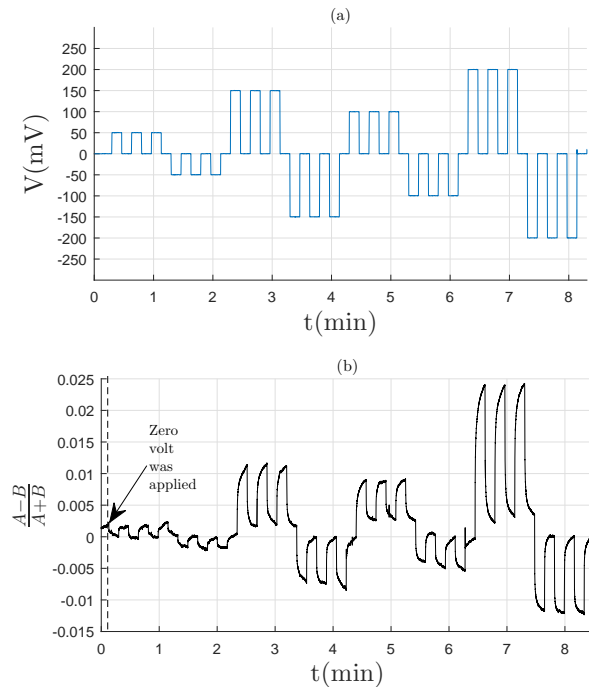 (a)
250
200
150
100
50
0
-50
-100
-150
-200
-250
V(mV)
0 1 2 3 4 5 6 7 8
t(min)
(b)
0.025
0.02
0.015
0.01
0.005
0
-0.005
-0.01
-0.015
A−B
A+B
Zero
volt
was
applied
0 1 2 3 4 5 6 7 8
t(min)